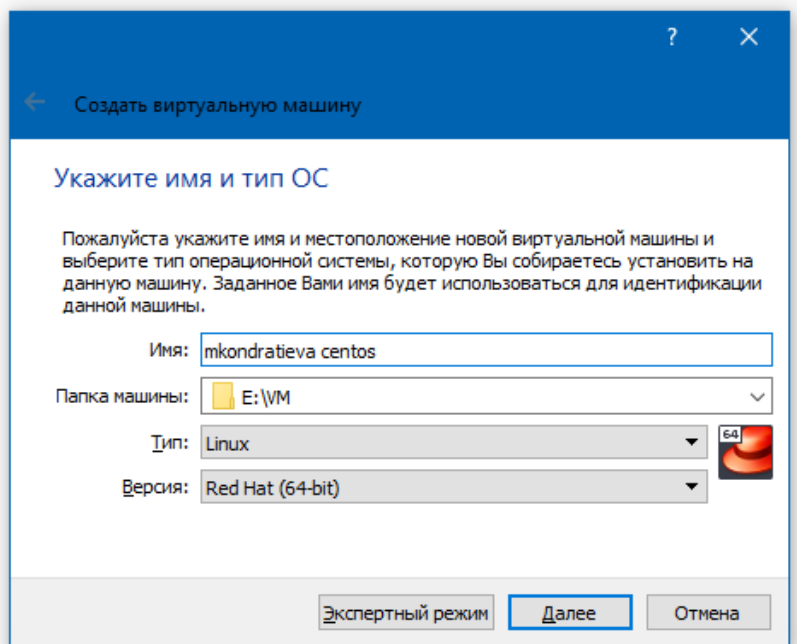 ?
Создать виртуальную машину
Укажите имя и тип ОС
Пожалуйста укажите имя и местоположение новой виртуальной машины и
выберите тип операционной системы, которую Вы собираетесь установить на
данную машину. Заданное Вами имя будет использоваться для идентификации
данной машины.
Имя: mkondratieva centos
Папка машины: E:\VM
Тип: Linux
64
Версия: Red Hat (64-bit)
Экспертный режим Далее Отмена